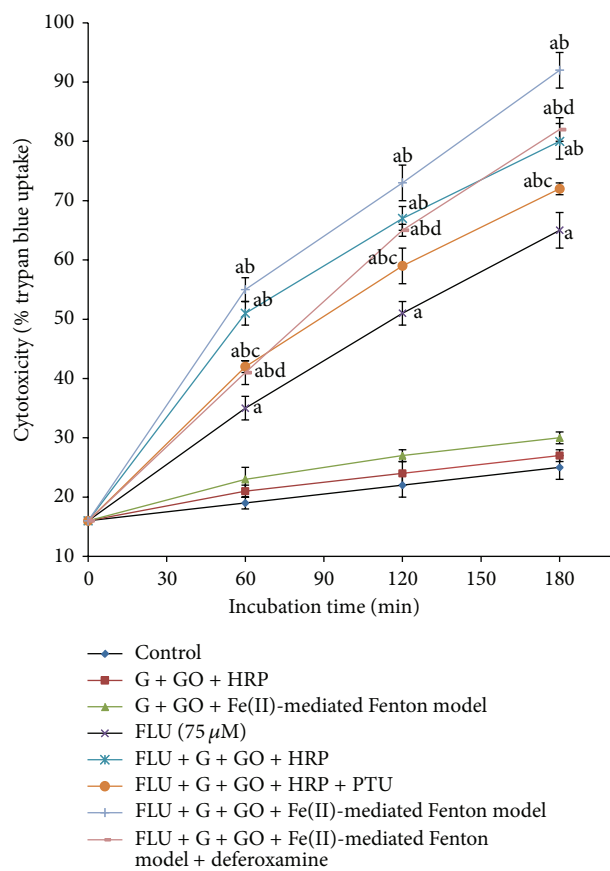 100
90
80
70
60
50
40
30
20
10
Cytotoxicity (% trypan blue uptake)
ab
abd
ab
abc
a
ab
ab
abd
abc
a
ab
ab
abc
abd
a
0 30 60 90 120 150 180
Incubation time (min)
Control
G + GO + HRP
G + GO + Fe(II)-mediated Fenton model
FLU (75 μM)
FLU + G + GO + HRP
FLU + G + GO + HRP + PTU
FLU + G + GO + Fe(II)-mediated Fenton model
FLU + G + GO + Fe(II)-mediated Fenton
model + deferoxamine